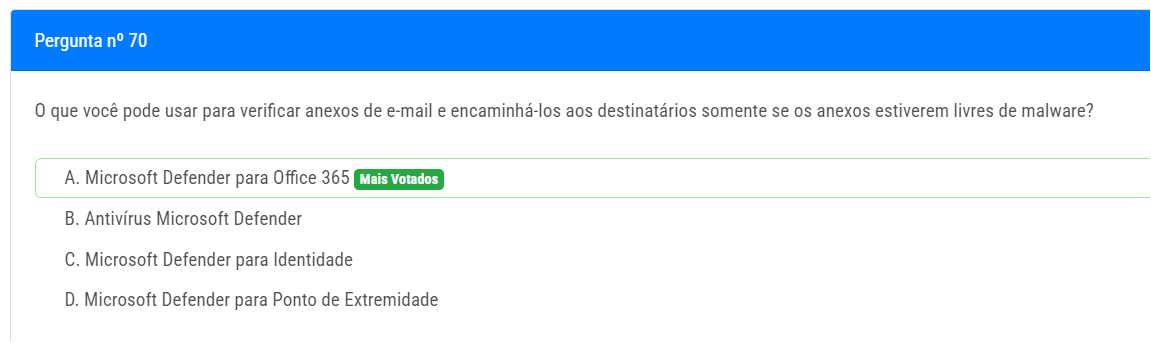 Pergunta nº 70
O que você pode usar para verificar anexos de e-mail e encaminhá-los aos destinatários somente se os anexos estiverem livres de malware?
A. Microsoft Defender para Office 365 Mais Votados
B. Antivírus Microsoft Defender
C. Microsoft Defender para Identidade
D. Microsoft Defender para Ponto de Extremidade